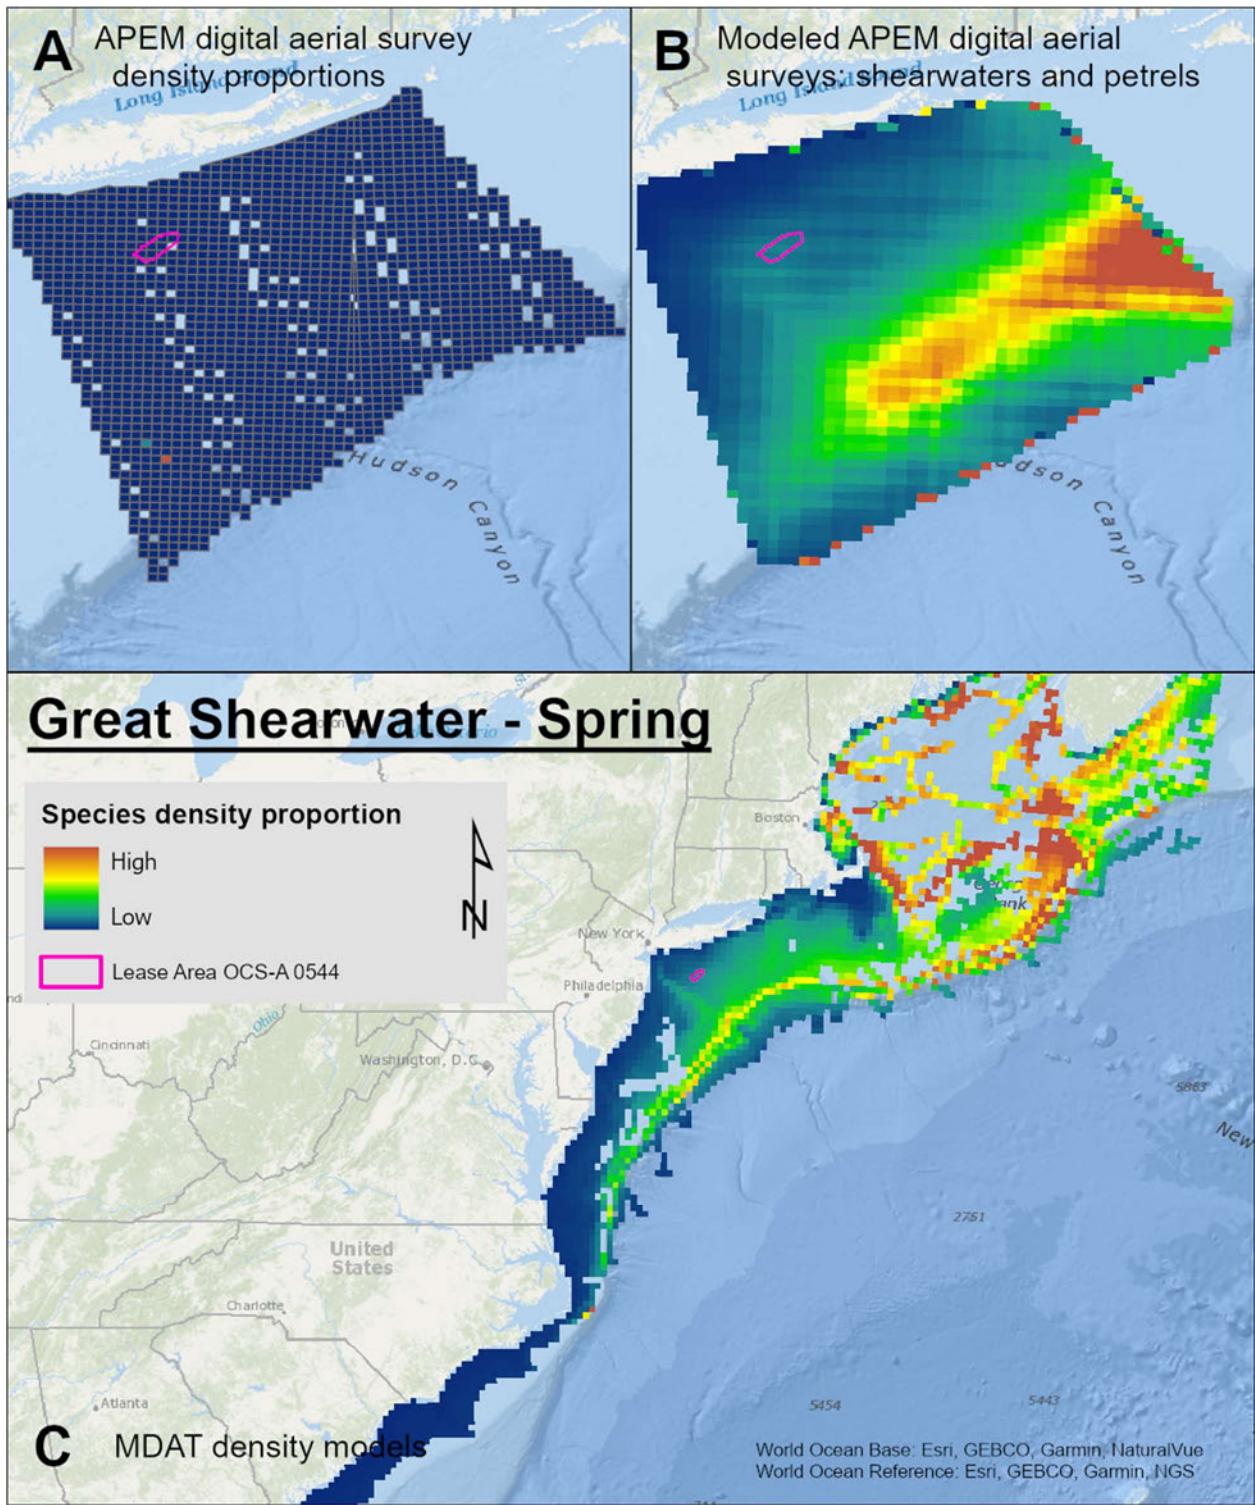 A
APEM digital aerial survey
density proportions
Long Island Sound
Hudson Canyon
B
Modeled APEM digital aerial
surveys: shearwaters and petrels
Long Island Sound
Hudson Canyon
Great Shearwater - Spring
Species density proportion
High
Low
N
Lease Area OCS-A 0544
Boston
New York
Philadelphia
Ohio
Cincinnati
Washington, D.C.
5863
New
2751
United
States
Charlotte
Atlanta
5454
5443
C
MDAT density models
World Ocean Base: Esri, GEBCO, Garmin, NaturalVue
World Ocean Reference: Esri, GEBCO, Garmin, NGS